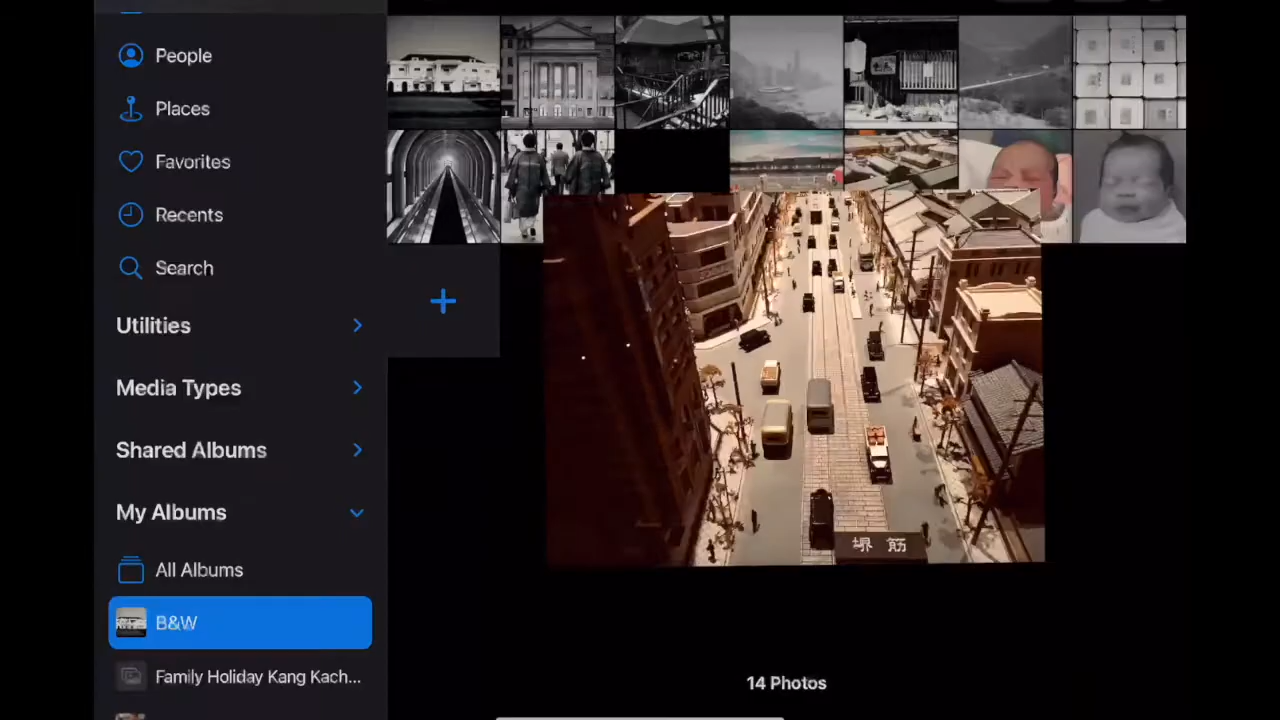 People
Places
Favorites
Recents
Search
Utilities
Media Types
Shared Albums
My Albums
All Albums
B&W
Family Holiday Kang Kach...
堺 筋
14 Photos